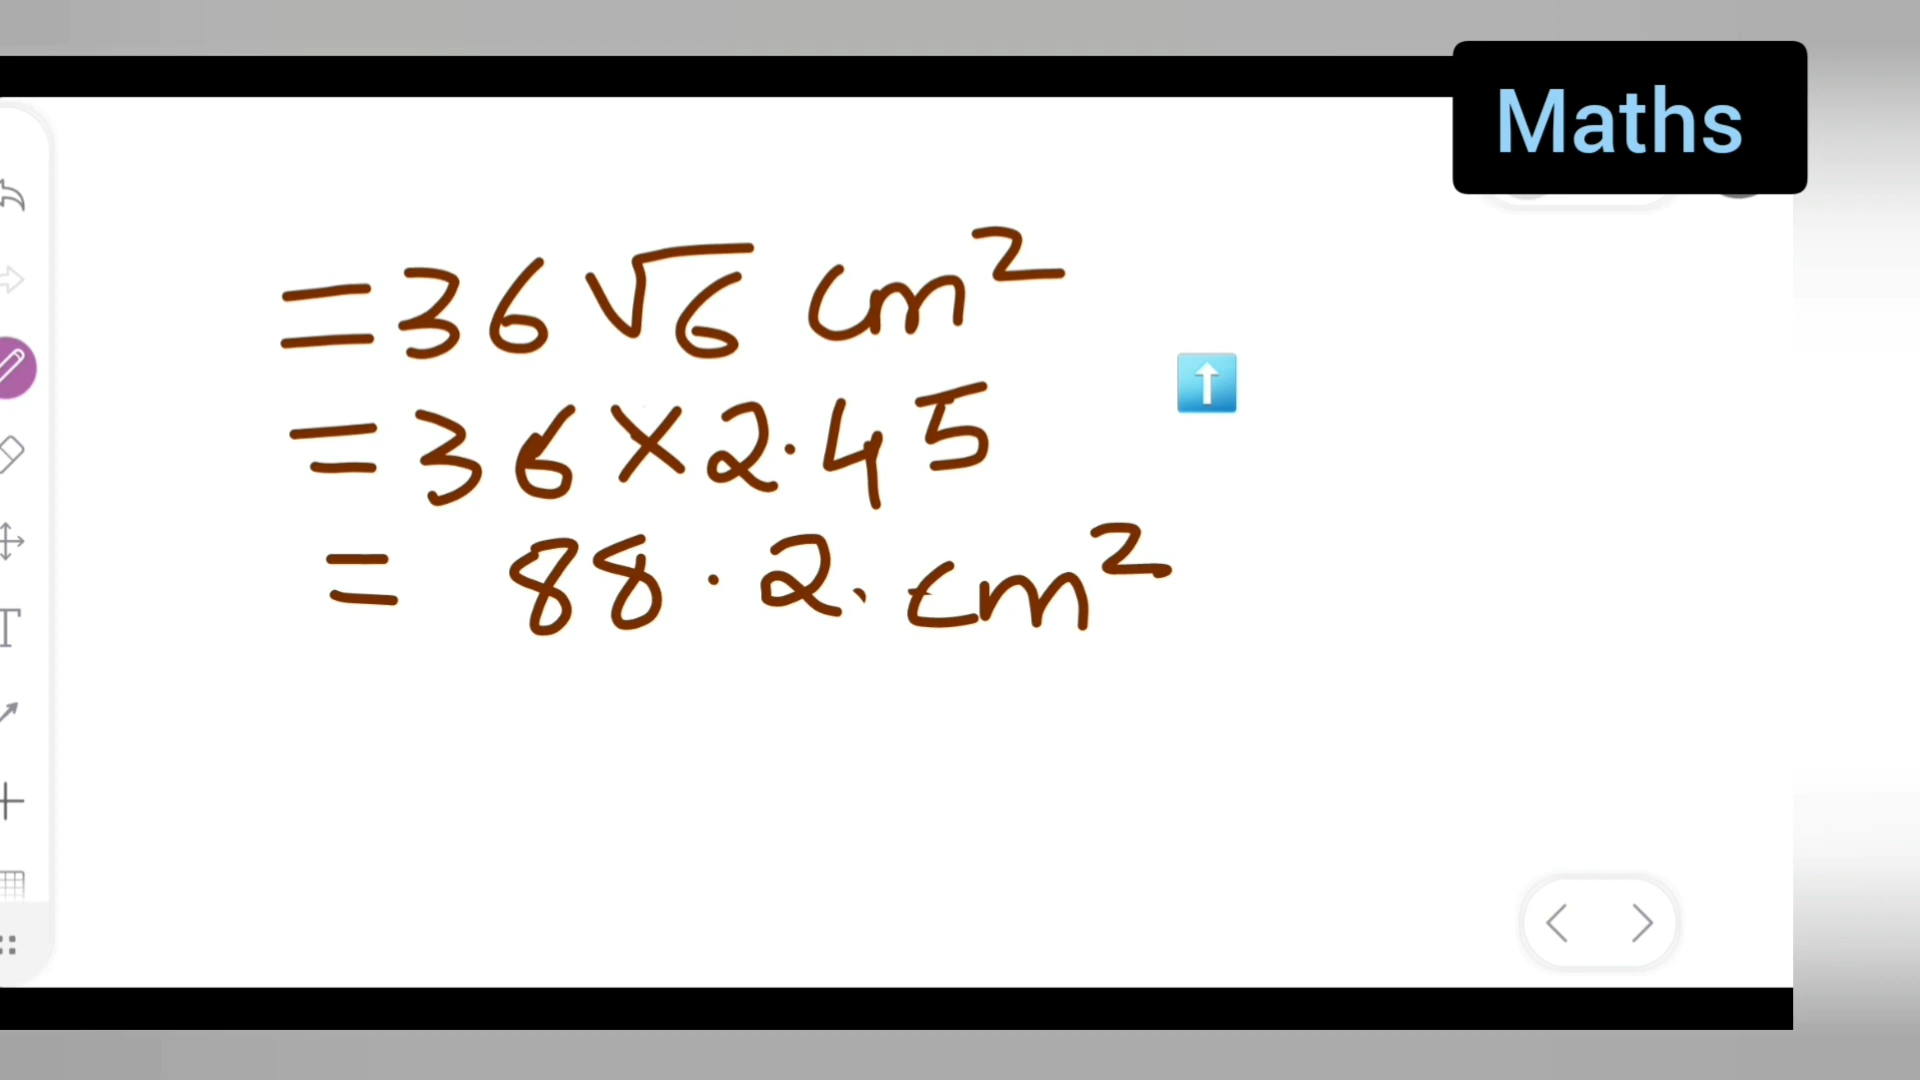 Maths
=36√6 cm²
=36×2.45
= 88.2. cm²